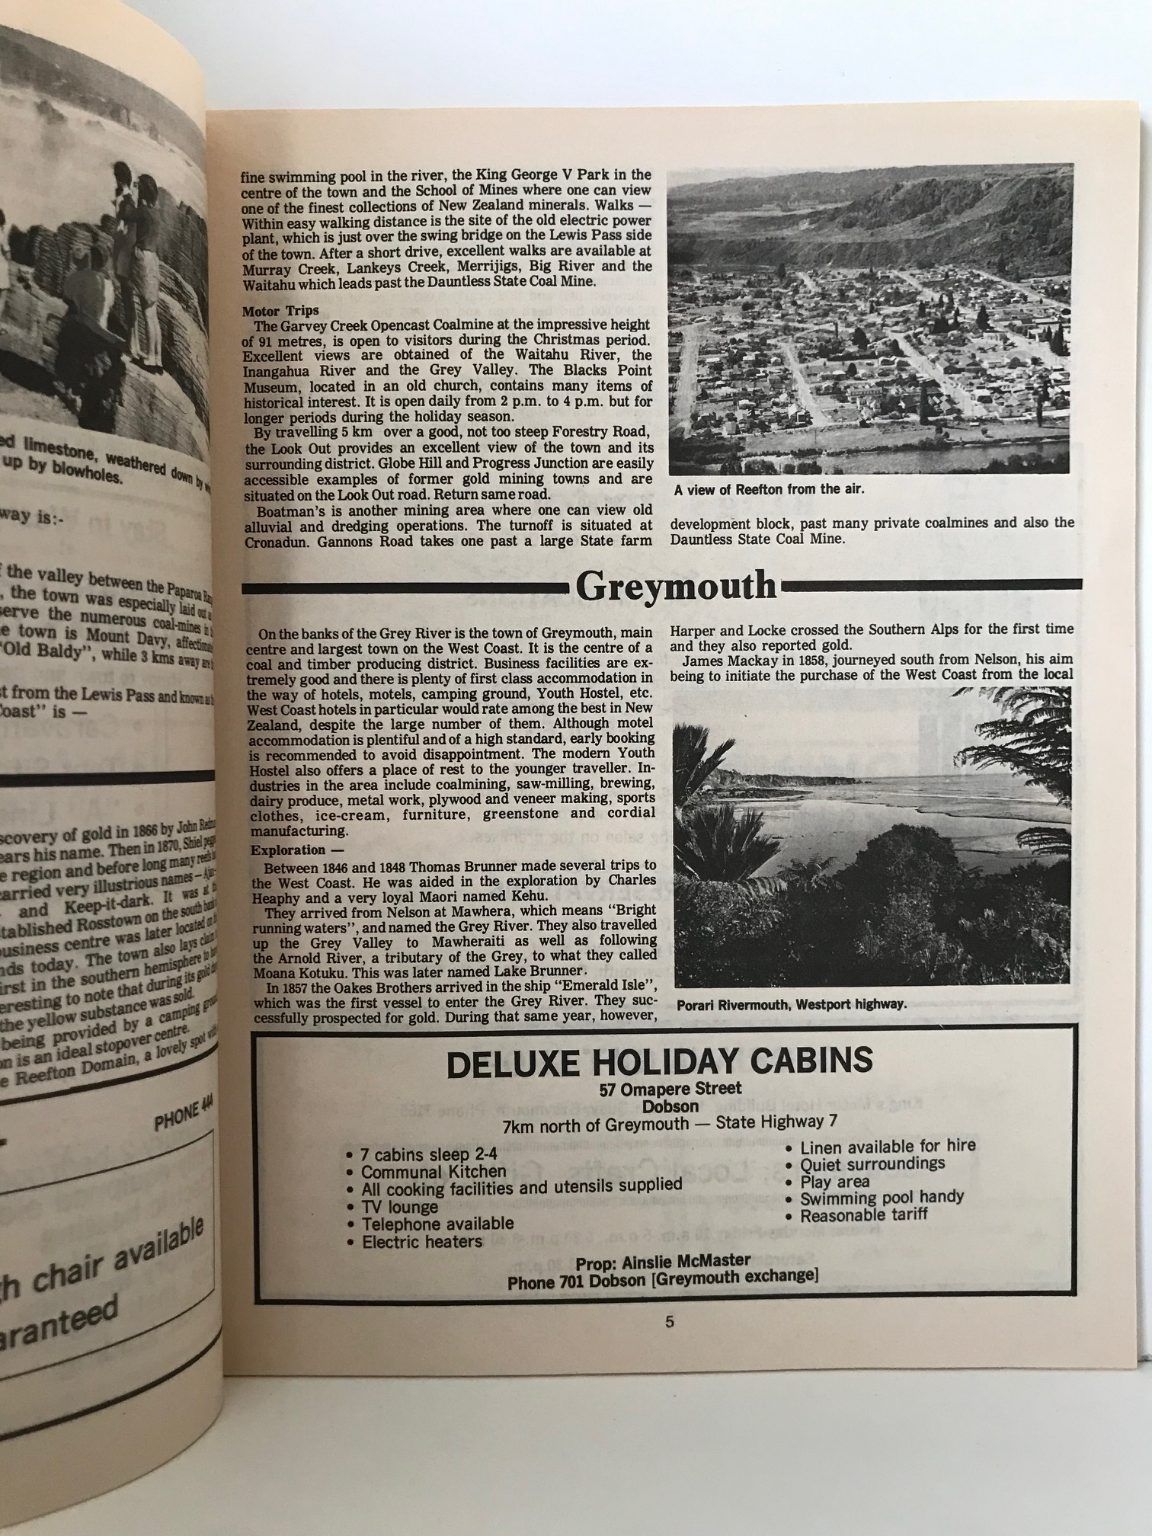 ed limestone, weathered down by
up by blowholes.
way is:-
f the valley between the Paparoa
, the town was especially laid out
serve the numerous coal-mines in
e town is Mount Davy,
"Old Baldy", while 3 kms away are
st from the Lewis Pass and known as
Coast" is —
scovery of gold in 1866 by John
ears his name. Then in 1870, Shiel
e region and before long many reefs
carried very illustrious names –
and Keep-it-dark. It was
stablished Rosstown on the south
usiness centre was later located
nds today. The town also lays claim
irst in the southern hemisphere to
eresting to note that during its gold
the yellow substance was sold.
being provided by a camping
on is an ideal stopover centre.
e Reefton Domain, a lovely spot
PHONE 444
gh chair available
aranteed
fine swimming pool in the river, the King George V Park in the
centre of the town and the School of Mines where one can view
one of the finest collections of New Zealand minerals. Walks —
Within easy walking distance is the site of the old electric power
plant, which is just over the swing bridge on the Lewis Pass side
of the town. After a short drive, excellent walks are available at
Murray Creek, Lankeys Creek, Merrijigs, Big River and the
Waitahu which leads past the Dauntless State Coal Mine.
Motor Trips
The Garvey Creek Opencast Coalmine at the impressive height
of 91 metres, is open to visitors during the Christmas period.
Excellent views are obtained of the Waitahu River, the
Inangahua River and the Grey Valley. The Blacks Point
Museum, located in an old church, contains many items of
historical interest. It is open daily from 2 p.m. to 4 p.m. but for
longer periods during the holiday season.
By travelling 5 km over a good, not too steep Forestry Road,
the Look Out provides an excellent view of the town and its
surrounding district. Globe Hill and Progress Junction are easily
accessible examples of former gold mining towns and are
situated on the Look Out road. Return same road.
Boatman's is another mining area where one can view old
alluvial and dredging operations. The turnoff is situated at
Cronadun. Gannons Road takes one past a large State farm
A view of Reefton from the air.
development block, past many private coalmines and also the
Dauntless State Coal Mine.
Greymouth
On the banks of the Grey River is the town of Greymouth, main
centre and largest town on the West Coast. It is the centre of a
coal and timber producing district. Business facilities are ex-
tremely good and there is plenty of first class accommodation in
the way of hotels, motels, camping ground, Youth Hostel, etc.
West Coast hotels in particular would rate among the best in New
Zealand, despite the large number of them. Although motel
accommodation is plentiful and of a high standard, early booking
is recommended to avoid disappointment. The modern Youth
Hostel also offers a place of rest to the younger traveller. In-
dustries in the area include coalmining, saw-milling, brewing,
dairy produce, metal work, plywood and veneer making, sports
clothes, ice-cream, furniture, greenstone and cordial
manufacturing.
Exploration —
Between 1846 and 1848 Thomas Brunner made several trips to
the West Coast. He was aided in the exploration by Charles
Heaphy and a very loyal Maori named Kehu.
They arrived from Nelson at Mawhera, which means "Bright
running waters", and named the Grey River. They also travelled
up the Grey Valley to Mawheraiti as well as following
the Arnold River, a tributary of the Grey, to what they called
Moana Kotuku. This was later named Lake Brunner.
In 1857 the Oakes Brothers arrived in the ship "Emerald Isle",
which was the first vessel to enter the Grey River. They suc-
cessfully prospected for gold. During that same year, however,
Harper and Locke crossed the Southern Alps for the first time
and they also reported gold.
James Mackay in 1858, journeyed south from Nelson, his aim
being to initiate the purchase of the West Coast from the local
Porari Rivermouth, Westport highway.
DELUXE HOLIDAY CABINS
57 Omapere Street
Dobson
7km north of Greymouth — State Highway 7
• 7 cabins sleep 2-4
• Communal Kitchen
• All cooking facilities and utensils supplied
• TV lounge
• Telephone available
• Electric heaters
• Linen available for hire
• Quiet surroundings
• Play area
• Swimming pool handy
• Reasonable tariff
Prop: Ainslie McMaster
Phone 701 Dobson [Greymouth exchange]
5